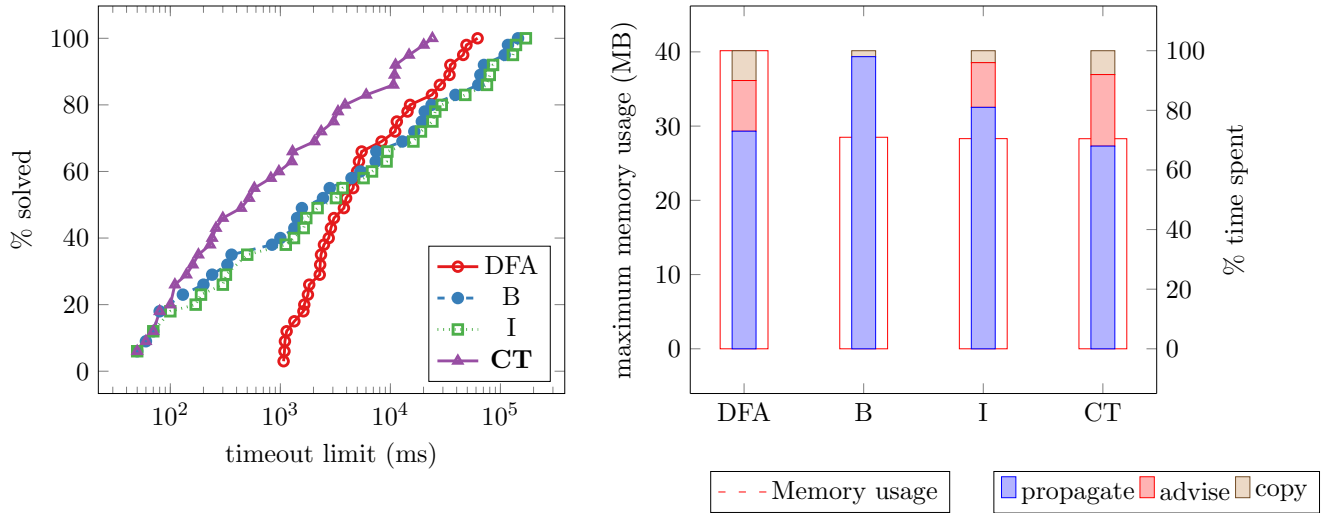 100
80
60
40
20
0
% solved
10^2
10^3
10^4
10^5
timeout limit (ms)
DFA
B
I
CT
40
30
20
10
0
maximum memory usage (MB)
100
80
60
40
20
0
% time spent
DFA
B
I
CT
Memory usage
propagate advise copy